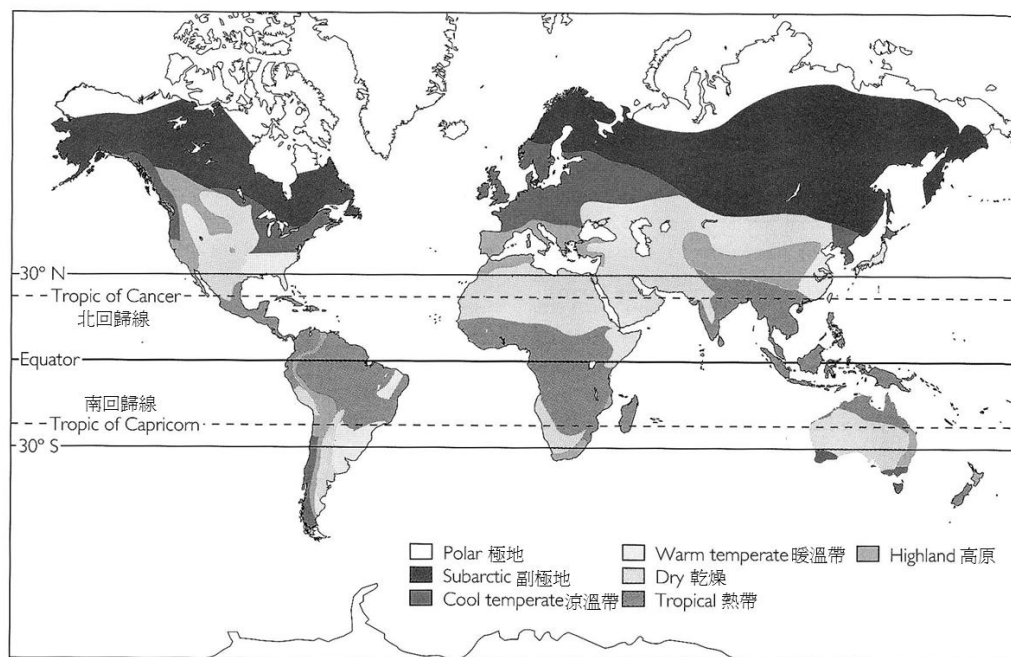 30° N
Tropic of Cancer
北回歸線
Equator
南回歸線
Tropic of Capricorn
30° S
Polar 極地
Subarctic 副極地
Cool temperate 涼溫帶
Warm temperate 暖溫帶
Dry 乾燥
Tropical 熱帶
Highland 高原